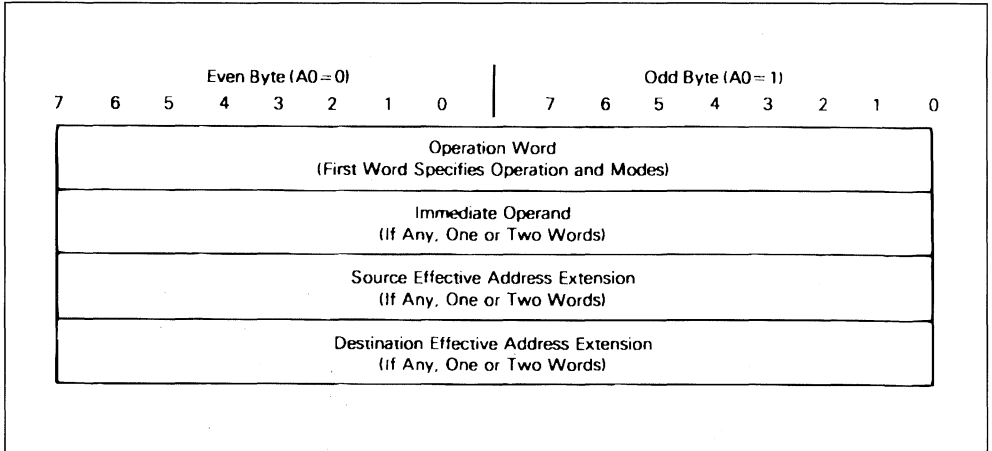 Even Byte (A0 = 0) Odd Byte (A0 = 1)
7 6 5 4 3 2 1 0 7 6 5 4 3 2 1 0
Operation Word
(First Word Specifies Operation and Modes)
Immediate Operand
(If Any, One or Two Words)
Source Effective Address Extension
(If Any, One or Two Words)
Destination Effective Address Extension
(If Any, One or Two Words)